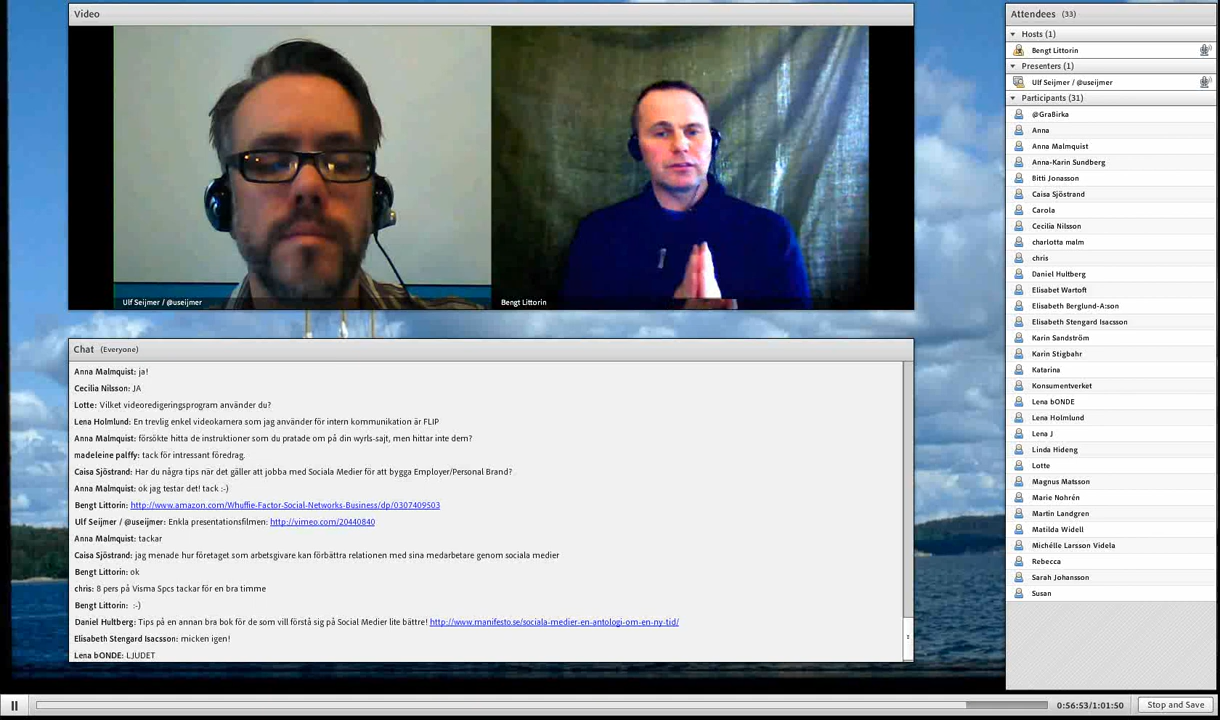 Video
Ulf Seijmer / @useijmer
Bengt Littorin
Chat (Everyone)
Anna Malmquist: ja!
Cecilia Nilsson: JA
Lotte: Vilket videoredigeringsprogram använder du?
Lena Holmlund: En trevlig enkel videokamera som jag använder för intern kommunikation är FLIP
Anna Malmquist: försökte hitta de instruktioner som du pratade om på din wyrls-sajt, men hittar inte dem?
madeleine palffy: tack för intressant föredrag.
Caisa Sjöstrand: Har du några tips när det gäller att jobba med Sociala Medier för att bygga Employer/Personal Brand?
Anna Malmquist: ok jag testar det! tack :-)
Bengt Littorin: http://www.amazon.com/Whuffie-Factor-Social-Networks-Business/dp/0307409503
Ulf Seijmer / @useijmer: Enkla presentationsfilmen: http://vimeo.com/20440840
Anna Malmquist: tackar
Caisa Sjöstrand: jag menade hur företaget som arbetsgivare kan förbättra relationen med sina medarbetare genom sociala medier
Bengt Littorin: ok
chris: 8 pers på Visma Spcs tackar för en bra timme
Bengt Littorin: :-)
Daniel Hultberg: Tips på en annan bra bok för de som vill förstå sig på Social Medier lite bättre! http://www.manifesto.se/sociala-medier-en-antologi-om-en-ny-tid/
Elisabeth Stengard Isacsson: micken igen!
Lena bONDE: LJUDET
Attendees (33)
Hosts (1)
Bengt Littorin
Presenters (1)
Ulf Seijmer / @useijmer
Participants (31)
@GraBirka
Anna
Anna Malmquist
Anna-Karin Sundberg
Bitti Jonasson
Caisa Sjöstrand
Carola
Cecilia Nilsson
charlotta malm
chris
Daniel Hultberg
Elisabet Wartoft
Elisabeth Berglund-A:son
Elisabeth Stengard Isacsson
Karin Sandström
Karin Stigbahr
Katarina
Konsumentverket
Lena bONDE
Lena Holmlund
Lena J
Linda Hideng
Lotte
Magnus Matsson
Marie Nohrén
Martin Landgren
Matilda Widell
Michélle Larsson Videla
Rebecca
Sarah Johansson
Susan
0:56:53/1:01:50
Stop and Save